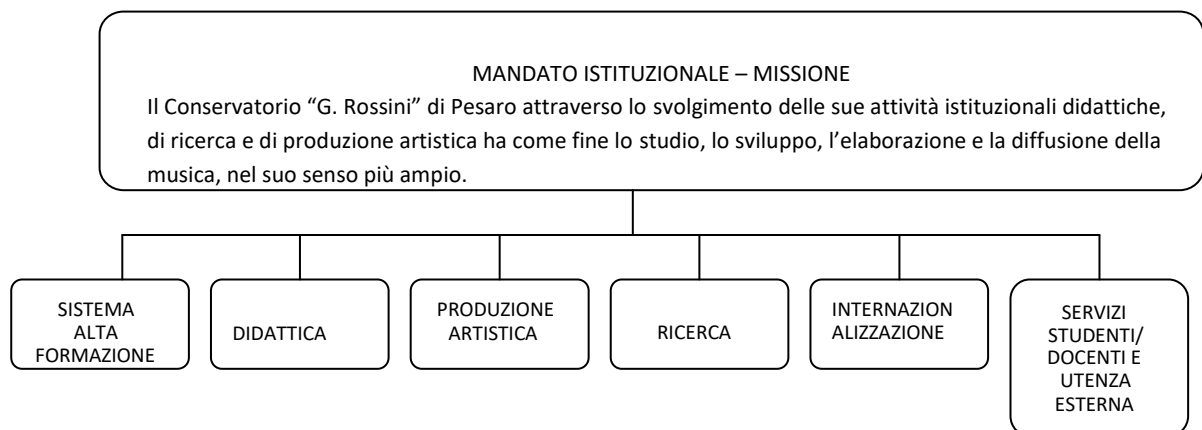 MANDATO ISTITUZIONALE – MISSIONE
Il Conservatorio “G. Rossini” di Pesaro attraverso lo svolgimento delle sue attività istituzionali didattiche,
di ricerca e di produzione artistica ha come fine lo studio, lo sviluppo, l’elaborazione e la diffusione della
musica, nel suo senso più ampio.
SISTEMA
ALTA
FORMAZIONE
DIDATTICA
PRODUZIONE
ARTISTICA
RICERCA
INTERNAZION
ALIZZAZIONE
SERVIZI
STUDENTI/
DOCENTI E
UTENZA
ESTERNA